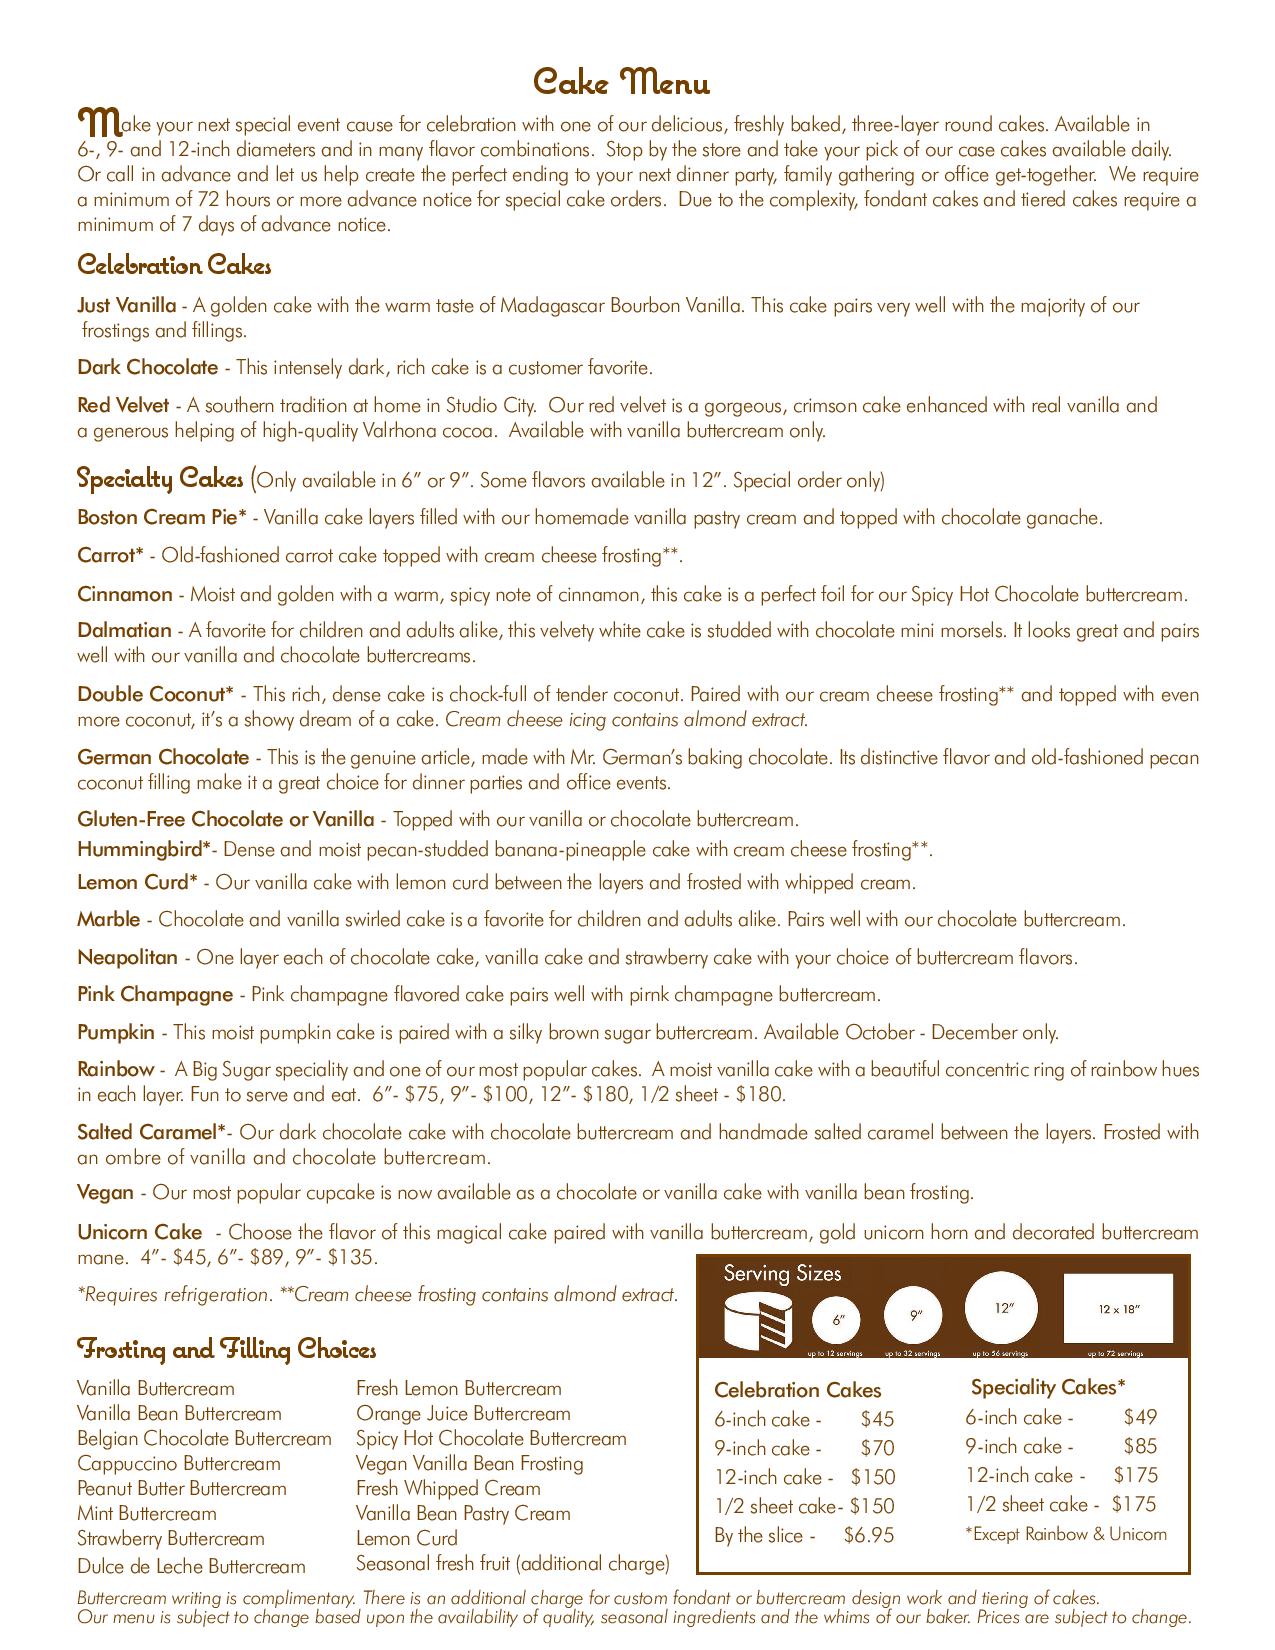 Cake Menu
Make your next special event cause for celebration with one of our delicious, freshly baked, three-layer round cakes. Available in
6-, 9- and 12-inch diameters and in many flavor combinations. Stop by the store and take your pick of our case cakes available daily.
Or call in advance and let us help create the perfect ending to your next dinner party, family gathering or office get-together. We require
a minimum of 72 hours or more advance notice for special cake orders. Due to the complexity, fondant cakes and tiered cakes require a
minimum of 7 days of advance notice.
Celebration Cakes
Just Vanilla - A golden cake with the warm taste of Madagascar Bourbon Vanilla. This cake pairs very well with the majority of our
frostings and fillings.
Dark Chocolate - This intensely dark, rich cake is a customer favorite.
Red Velvet - A southern tradition at home in Studio City. Our red velvet is a gorgeous, crimson cake enhanced with real vanilla and
a generous helping of high-quality Valrhona cocoa. Available with vanilla buttercream only.
Specialty Cakes (Only available in 6” or 9”. Some flavors available in 12”. Special order only)
Boston Cream Pie* - Vanilla cake layers filled with our homemade vanilla pastry cream and topped with chocolate ganache.
Carrot* - Old-fashioned carrot cake topped with cream cheese frosting**.
Cinnamon - Moist and golden with a warm, spicy note of cinnamon, this cake is a perfect foil for our Spicy Hot Chocolate buttercream.
Dalmatian - A favorite for children and adults alike, this velvety white cake is studded with chocolate mini morsels. It looks great and pairs
well with our vanilla and chocolate buttercreams.
Double Coconut* - This rich, dense cake is chock-full of tender coconut. Paired with our cream cheese frosting** and topped with even
more coconut, it’s a showy dream of a cake. Cream cheese icing contains almond extract.
German Chocolate - This is the genuine article, made with Mr. German’s baking chocolate. Its distinctive flavor and old-fashioned pecan
coconut filling make it a great choice for dinner parties and office events.
Gluten-Free Chocolate or Vanilla - Topped with our vanilla or chocolate buttercream.
Hummingbird*- Dense and moist pecan-studded banana-pineapple cake with cream cheese frosting**.
Lemon Curd* - Our vanilla cake with lemon curd between the layers and frosted with whipped cream.
Marble - Chocolate and vanilla swirled cake is a favorite for children and adults alike. Pairs well with our chocolate buttercream.
Neapolitan - One layer each of chocolate cake, vanilla cake and strawberry cake with your choice of buttercream flavors.
Pink Champagne - Pink champagne flavored cake pairs well with pirnk champagne buttercream.
Pumpkin - This moist pumpkin cake is paired with a silky brown sugar buttercream. Available October - December only.
Rainbow - A Big Sugar speciality and one of our most popular cakes. A moist vanilla cake with a beautiful concentric ring of rainbow hues
in each layer. Fun to serve and eat. 6”- $75, 9”- $100, 12”- $180, 1/2 sheet - $180.
Salted Caramel*- Our dark chocolate cake with chocolate buttercream and handmade salted caramel between the layers. Frosted with
an ombre of vanilla and chocolate buttercream.
Vegan - Our most popular cupcake is now available as a chocolate or vanilla cake with vanilla bean frosting.
Unicorn Cake - Choose the flavor of this magical cake paired with vanilla buttercream, gold unicorn horn and decorated buttercream
mane. 4”- $45, 6”- $89, 9”- $135.
*Requires refrigeration. **Cream cheese frosting contains almond extract.
Frosting and Filling Choices
Vanilla Buttercream
Vanilla Bean Buttercream
Belgian Chocolate Buttercream
Cappuccino Buttercream
Peanut Butter Buttercream
Mint Buttercream
Strawberry Buttercream
Dulce de Leche Buttercream
Fresh Lemon Buttercream
Orange Juice Buttercream
Spicy Hot Chocolate Buttercream
Vegan Vanilla Bean Frosting
Fresh Whipped Cream
Vanilla Bean Pastry Cream
Lemon Curd
Seasonal fresh fruit (additional charge)
Serving Sizes
6” 9” 12” 12 x 18”
up to 12 servings up to 32 servings up to 56 servings up to 72 servings
Celebration Cakes
6-inch cake - $45
9-inch cake - $70
12-inch cake - $150
1/2 sheet cake- $150
By the slice - $6.95
Speciality Cakes*
6-inch cake - $49
9-inch cake - $85
12-inch cake - $175
1/2 sheet cake - $175
*Except Rainbow & Unicorn
Buttercream writing is complimentary. There is an additional charge for custom fondant or buttercream design work and tiering of cakes.
Our menu is subject to change based upon the availability of quality, seasonal ingredients and the whims of our baker. Prices are subject to change.